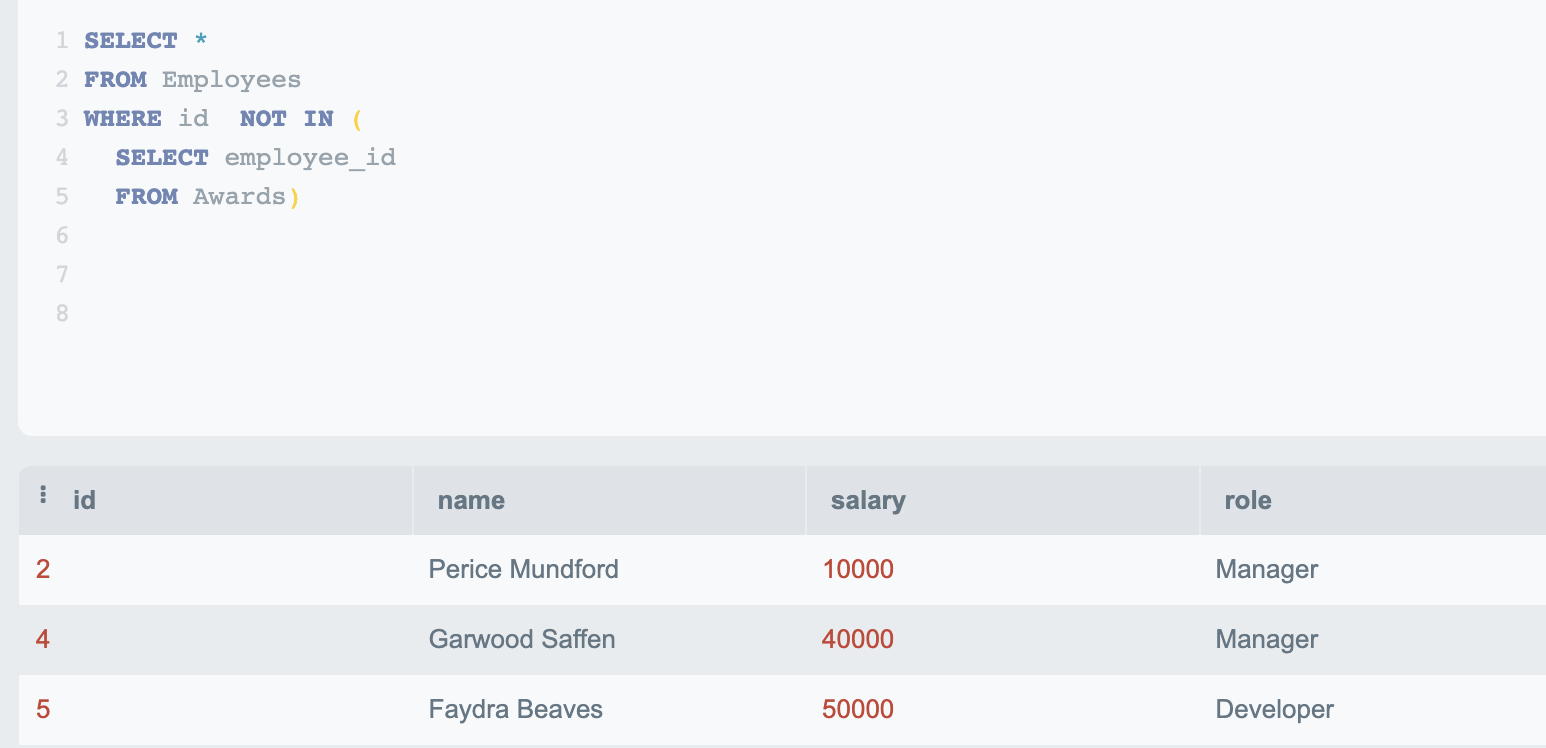 1 SELECT *
2 FROM Employees
3 WHERE id  NOT IN (
4   SELECT employee_id
5   FROM Awards)
6
7
8
id name salary role
2 Perice Mundford 10000 Manager
4 Garwood Saffen 40000 Manager
5 Faydra Beaves 50000 Developer